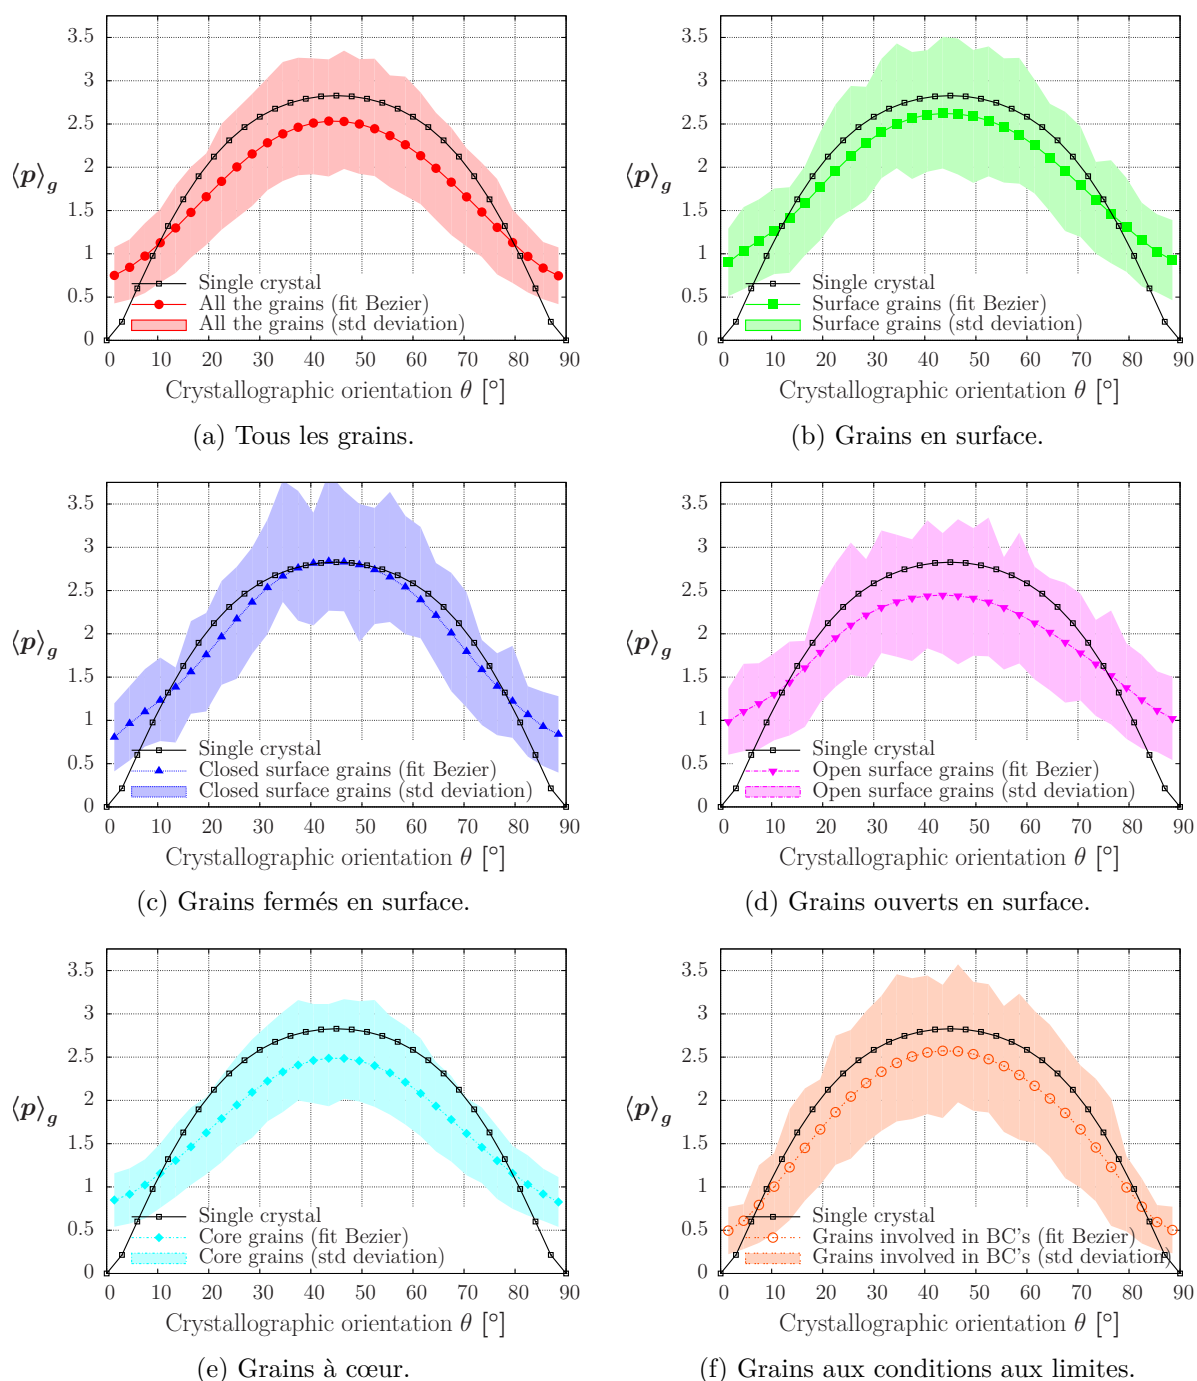 3.5
3
2.5
2
⟨p⟩g
1.5
1
0.5
0
Single crystal
All the grains (fit Bezier)
All the grains (std deviation)
0 10 20 30 40 50 60 70 80 90
Crystallographic orientation θ [°]
(a) Tous les grains.
3.5
3
2.5
2
⟨p⟩g
1.5
1
0.5
0
Single crystal
Surface grains (fit Bezier)
Surface grains (std deviation)
0 10 20 30 40 50 60 70 80 90
Crystallographic orientation θ [°]
(b) Grains en surface.
3.5
3
2.5
2
⟨p⟩g
1.5
1
0.5
0
Single crystal
Closed surface grains (fit Bezier)
Closed surface grains (std deviation)
0 10 20 30 40 50 60 70 80 90
Crystallographic orientation θ [°]
(c) Grains fermés en surface.
3.5
3
2.5
2
⟨p⟩g
1.5
1
0.5
0
Single crystal
Open surface grains (fit Bezier)
Open surface grains (std deviation)
0 10 20 30 40 50 60 70 80 90
Crystallographic orientation θ [°]
(d) Grains ouverts en surface.
3.5
3
2.5
2
⟨p⟩g
1.5
1
0.5
0
Single crystal
Core grains (fit Bezier)
Core grains (std deviation)
0 10 20 30 40 50 60 70 80 90
Crystallographic orientation θ [°]
(e) Grains à cœur.
3.5
3
2.5
2
⟨p⟩g
1.5
1
0.5
0
Single crystal
Grains involved in BC's (fit Bezier)
Grains involved in BC's (std deviation)
0 10 20 30 40 50 60 70 80 90
Crystallographic orientation θ [°]
(f) Grains aux conditions aux limites.